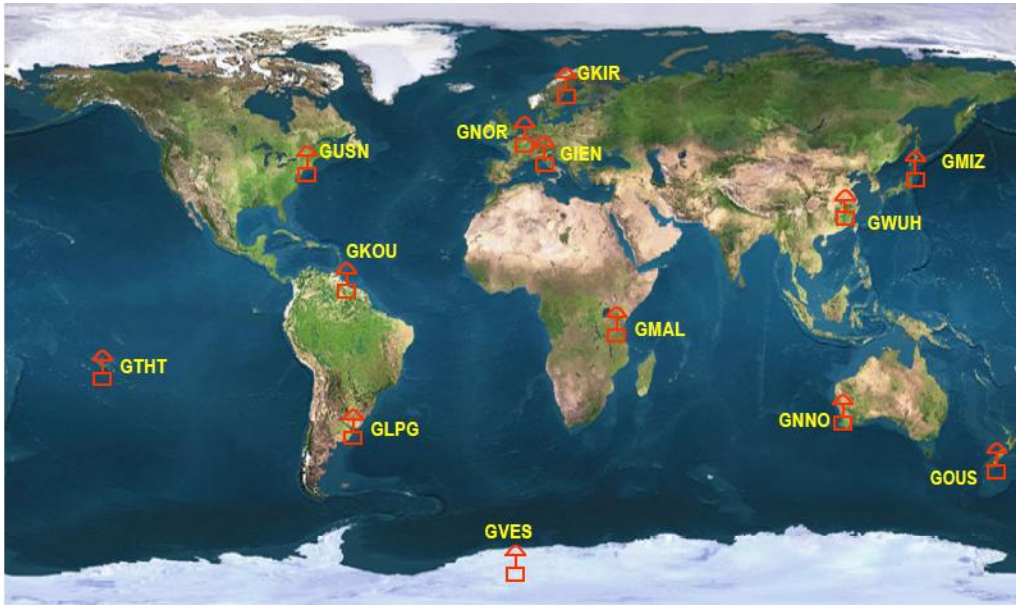 GKIR
GNOR
GUSN
GIEN
GMIZ
GWUH
GKOU
GMAL
GTHT
GLPG
GNNO
GOUS
GVES